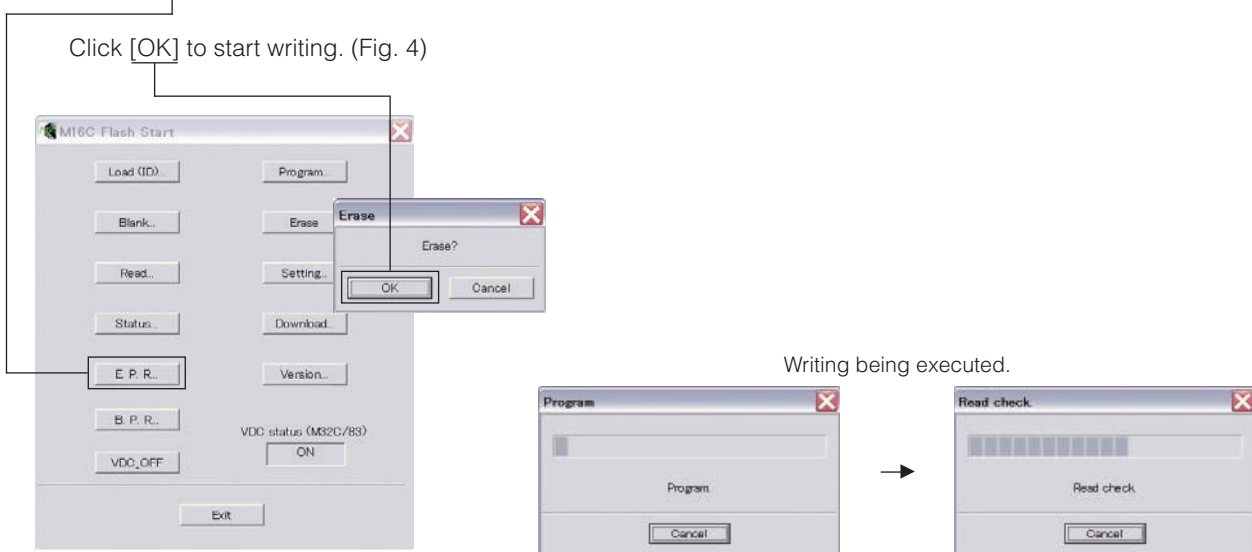 Click [OK] to start writing. (Fig. 4)
M16C Flash Start
Load (ID)...
Program...
Blank...
Erase
Read...
Setting...
Status...
Download...
E. P. R...
Version...
B. P. R...
VDC status (M32C/83)
ON
VDC_OFF
Exit
Erase
Erase?
OK
Cancel
Writing being executed.
Program
Program
Cancel
Read check.
Read check.
Cancel